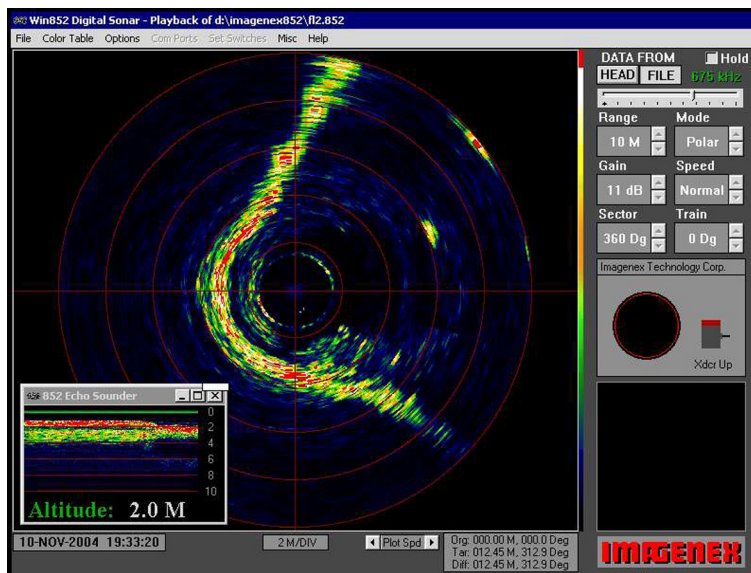 Win852 Digital Sonar - Playback of d:\imagenex852\fl2.852
File Color Table Options Com Ports Set Switches Misc Help
DATA FROM Hold
HEAD FILE 675 kHz
Range Mode
10 M Polar
Gain Speed
11 dB Normal
Sector Train
360 Dg 0 Dg
Imagenex Technology Corp.
Xdcr Up
852 Echo Sounder
0
2
4
6
8
10
Altitude: 2.0 M
10-NOV-2004 19:33:20
2 M/DIV
Plot Spd
Org: 000.00 M, 000.0 Deg
Tar: 012.45 M, 312.9 Deg
Diff: 012.45 M, 312.9 Deg
IMAGENEX